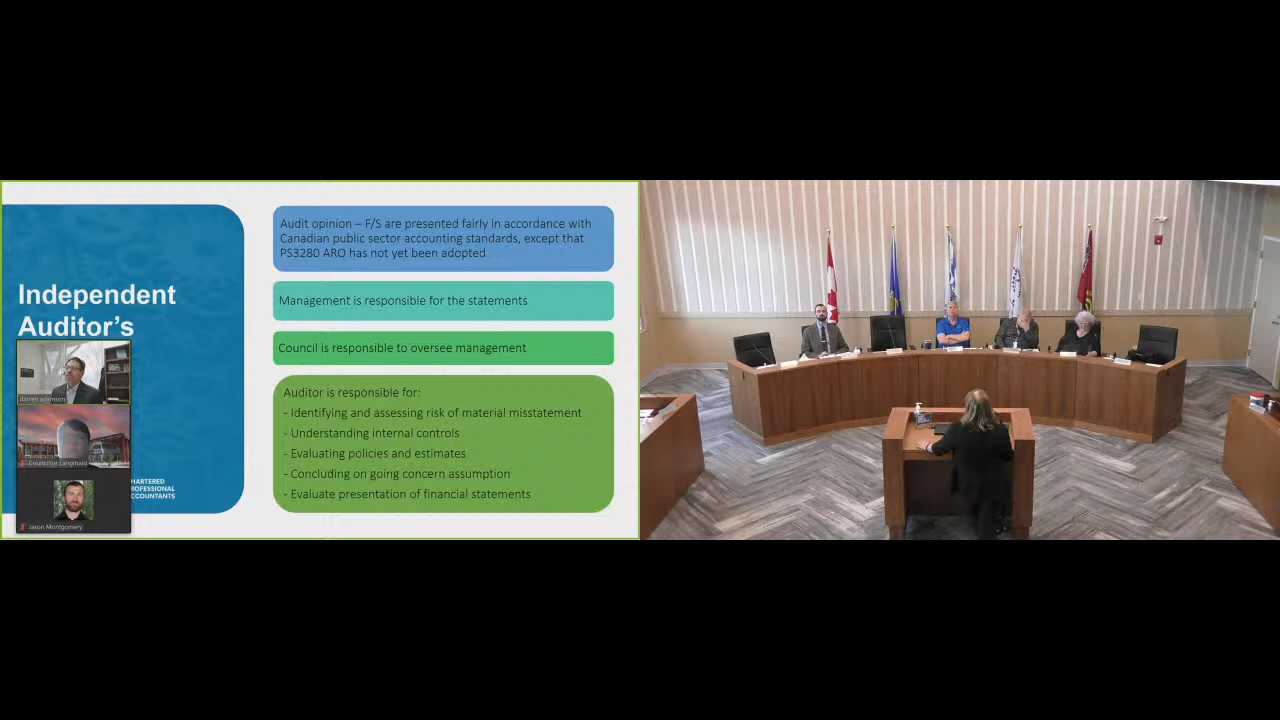 Independent
Auditor's
Audit opinion – F/S are presented fairly in accordance with
Canadian public sector accounting standards, except that
PS3280 ARO has not yet been adopted
Management is responsible for the statements
Council is responsible to oversee management
Auditor is responsible for:
- Identifying and assessing risk of material misstatement
- Understanding internal controls
- Evaluating policies and estimates
- Concluding on going concern assumption
- Evaluate presentation of financial statements
Councillor Langmaid
Jason Montgomery
HARTERED
ROFESSIONAL
CCOUNTANTS